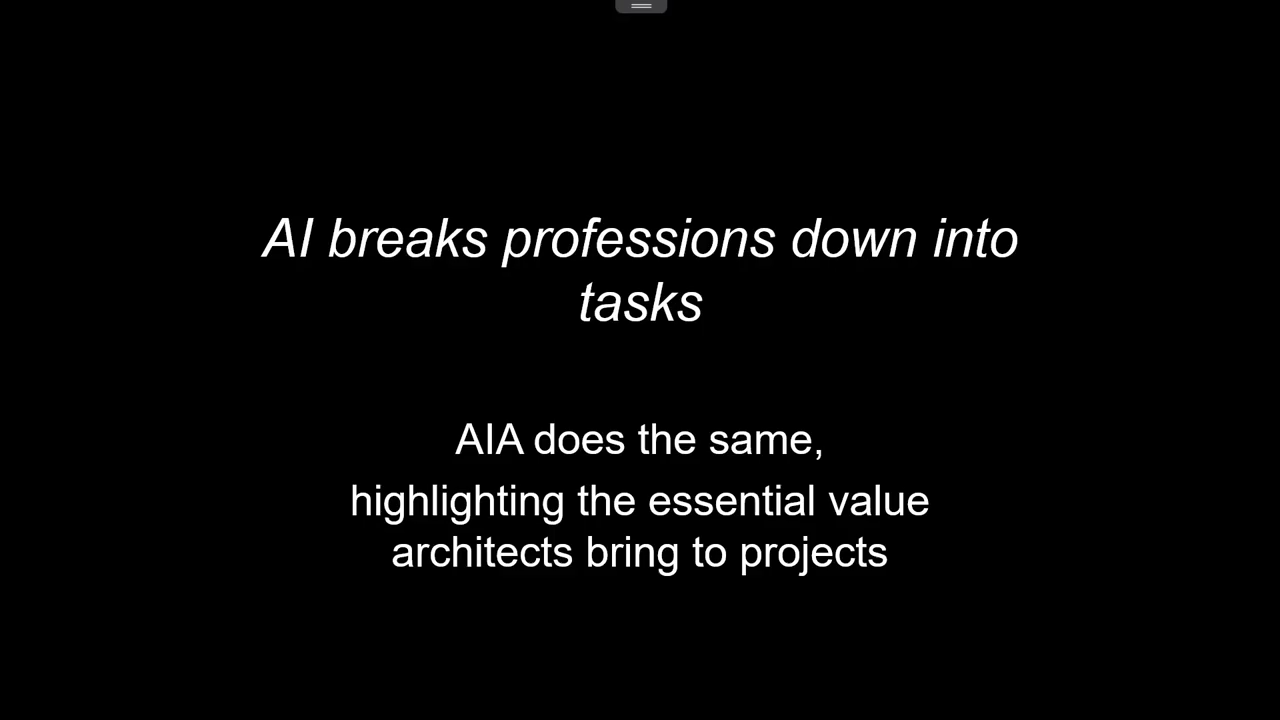 AI breaks professions down into
tasks
AIA does the same,
highlighting the essential value
architects bring to projects